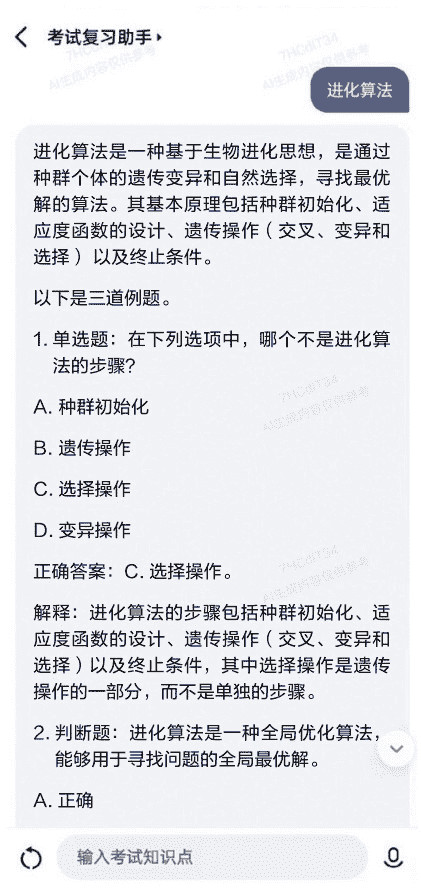 考试复习助手
进化算法
进化算法是一种基于生物进化思想，是通过
种群个体的遗传变异和自然选择，寻找最优
解的算法。其基本原理包括种群初始化、适
应度函数的设计、遗传操作（交叉、变异和
选择）以及终止条件。
以下是三道例题。
1. 单选题：在下列选项中，哪个不是进化算
法的步骤？
A. 种群初始化
B. 遗传操作
C. 选择操作
D. 变异操作
正确答案：C. 选择操作。
解释：进化算法的步骤包括种群初始化、适
应度函数的设计、遗传操作（交叉、变异和
选择）以及终止条件，其中选择操作是遗传
操作的一部分，而不是单独的步骤。
2. 判断题：进化算法是一种全局优化算法，
能够用于寻找问题的全局最优解。
A. 正确
输入考试知识点
AI生成内容仅供参考